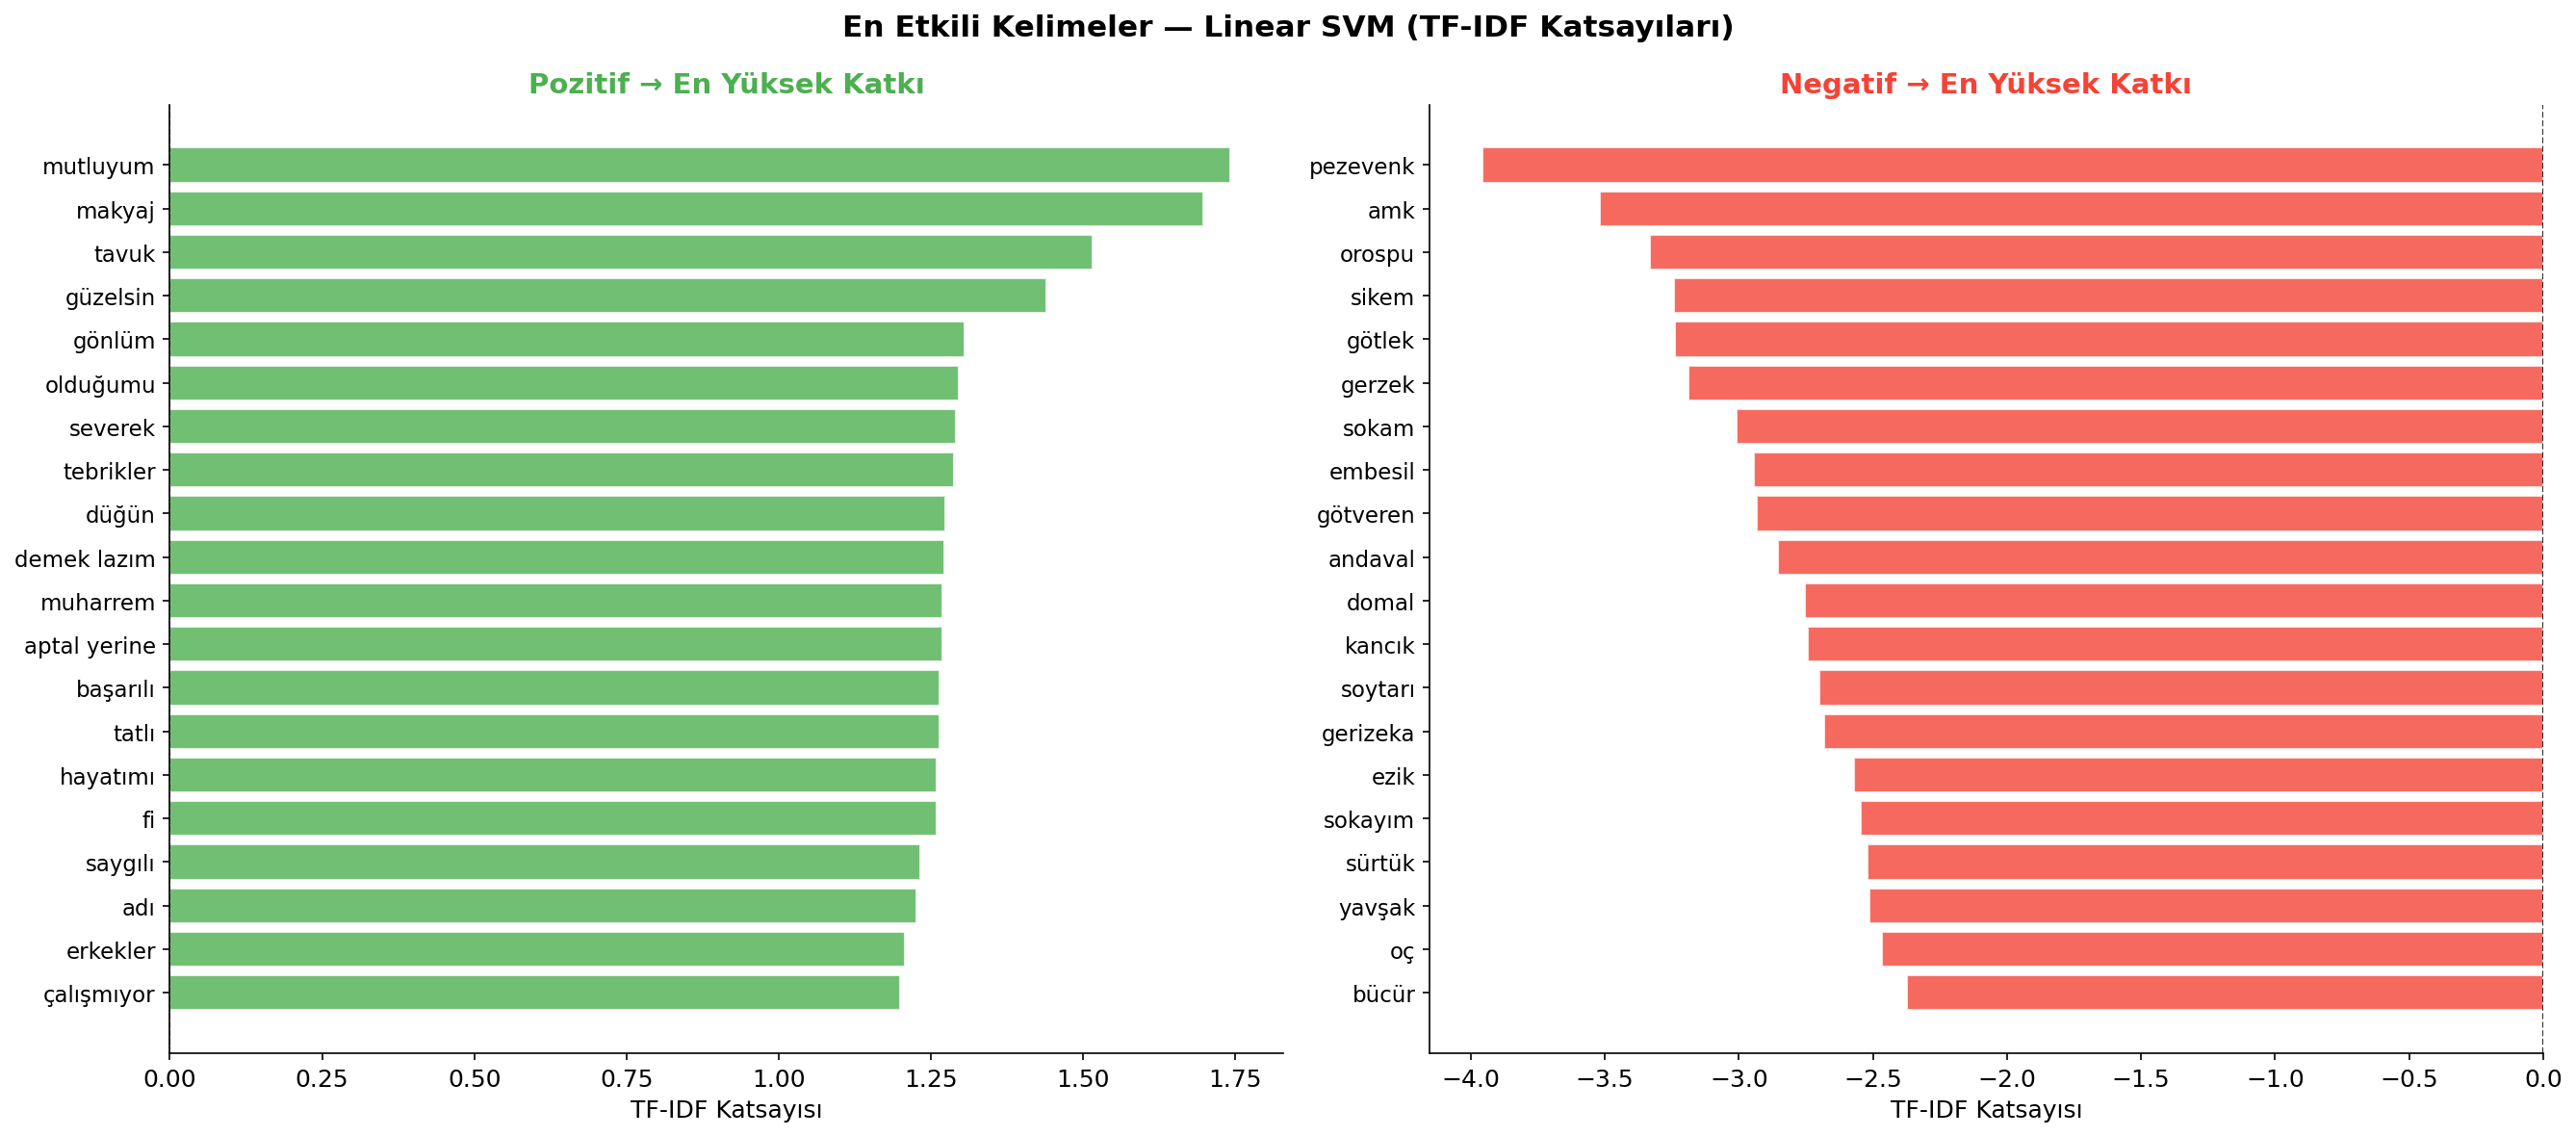 En Etkili Kelimeler — Linear SVM (TF-IDF Katsayıları)
Pozitif → En Yüksek Katkı
mutluyum
makyaj
tavuk
güzelsin
gönlüm
olduğumu
severek
tebrikler
düğün
demek lazım
muharrem
aptal yerine
başarılı
tatlı
hayatımı
fi
saygılı
adı
erkekler
çalışmıyor
0.00 0.25 0.50 0.75 1.00 1.25 1.50 1.75
TF-IDF Katsayısı
Negatif → En Yüksek Katkı
pezevenk
amk
orospu
sikem
götlek
gerzek
sokam
embesil
götveren
andaval
domal
kancık
soytarı
gerizeka
ezik
sokayım
sürtük
yavşak
oç
bücür
−4.0 −3.5 −3.0 −2.5 −2.0 −1.5 −1.0 −0.5 0.0
TF-IDF Katsayısı